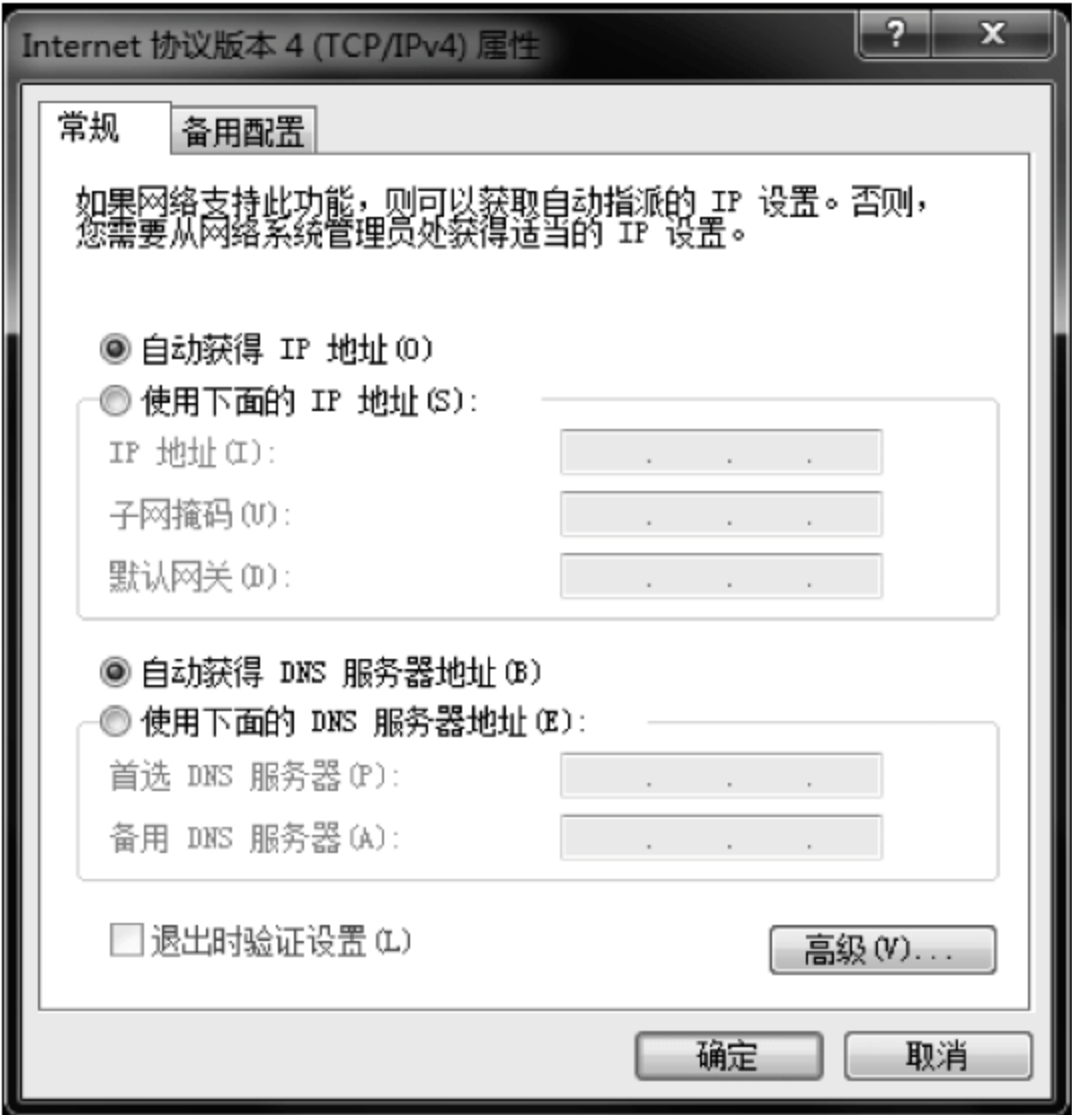 Internet 协议版本 4 (TCP/IPv4) 属性
常规
备用配置
如果网络支持此功能，则可以获取自动指派的 IP 设置。否则，
您需要从网络系统管理员处获得适当的 IP 设置。
自动获得 IP 地址(O)
使用下面的 IP 地址(S):
IP 地址(I):
子网掩码(U):
默认网关(D):
自动获得 DNS 服务器地址(B)
使用下面的 DNS 服务器地址(E):
首选 DNS 服务器(P):
备用 DNS 服务器(A):
退出时验证设置(L)
高级(V)...
确定
取消